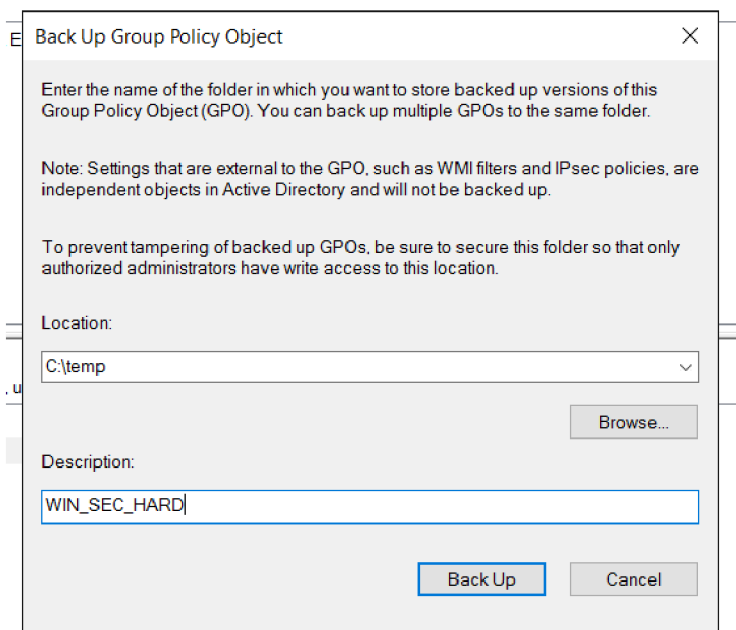 E
Back Up Group Policy Object
Enter the name of the folder in which you want to store backed up versions of this
Group Policy Object (GPO). You can back up multiple GPOs to the same folder.
Note: Settings that are external to the GPO, such as WMI filters and IPsec policies, are
independent objects in Active Directory and will not be backed up.
To prevent tampering of backed up GPOs, be sure to secure this folder so that only
authorized administrators have write access to this location.
Location:
C:\temp
, u
Browse...
Description:
WIN_SEC_HARD
Back Up
Cancel